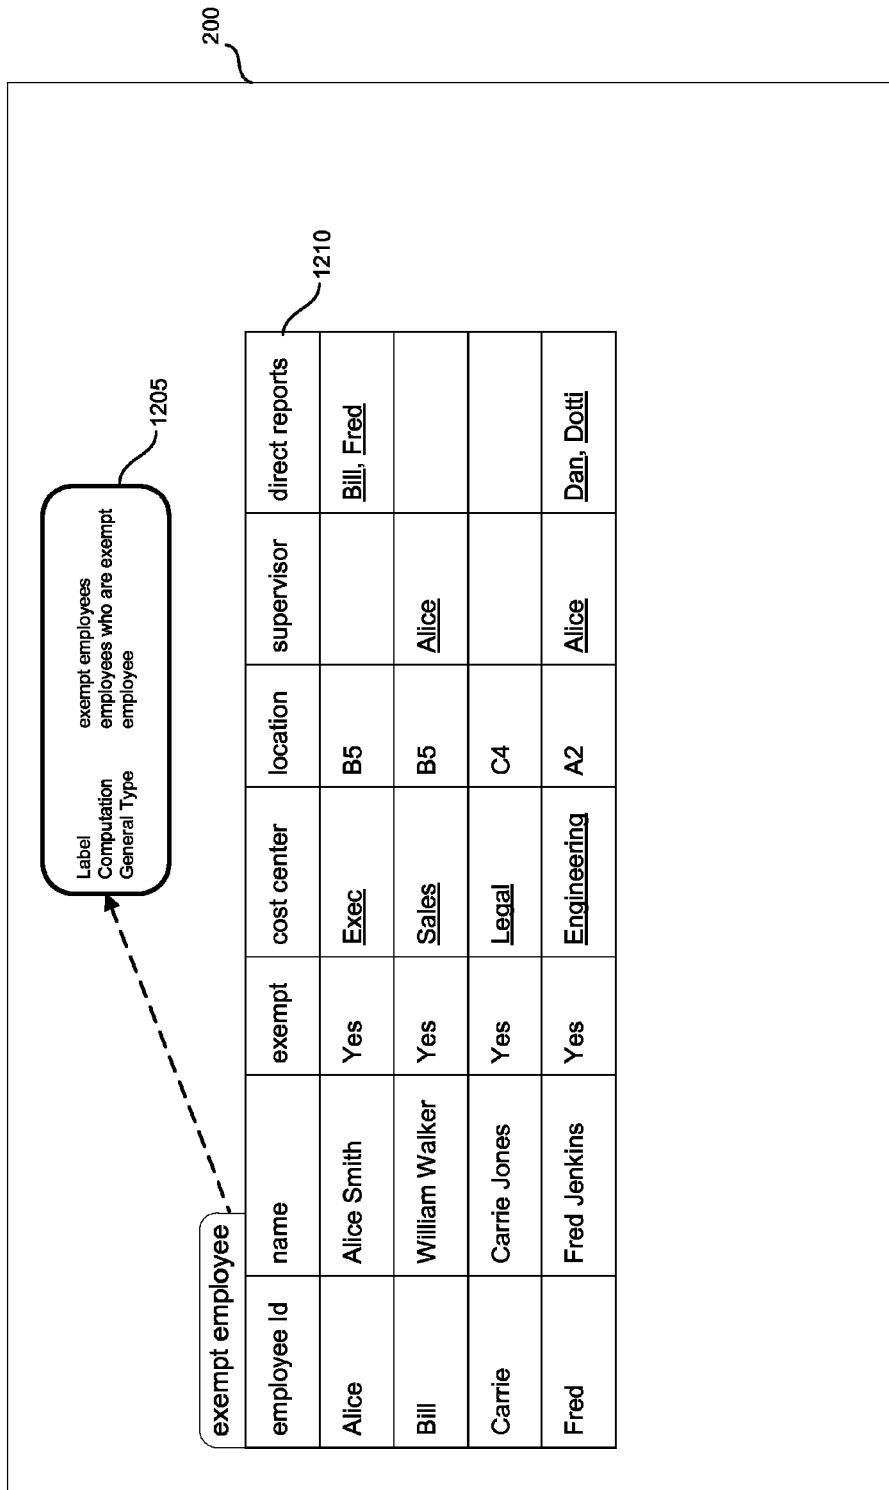 200
1205
Label exempt employees
Computation employees who are exempt
General Type employee
1210
exempt employee
employee Id name exempt cost center location supervisor direct reports
Alice Alice Smith Yes Exec B5 Bill, Fred
Bill William Walker Yes Sales B5 Alice
Carrie Carrie Jones Yes Legal C4
Fred Fred Jenkins Yes Engineering A2 Alice Dan, Dotti